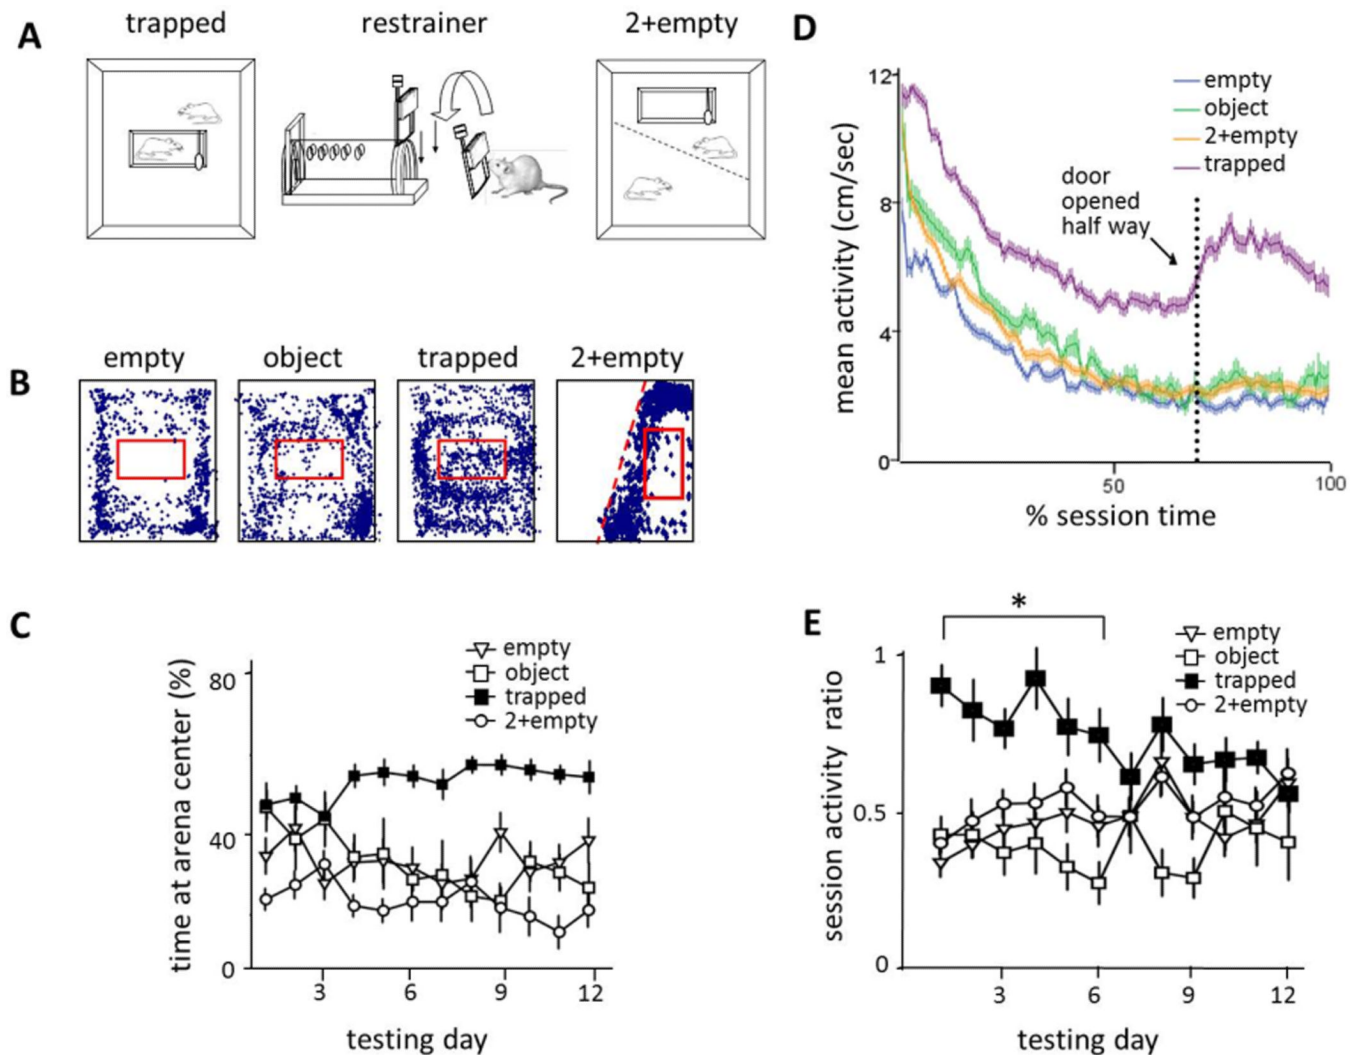 A
trapped
restrainer
2+empty
B
empty
object
trapped
2+empty
C
time at arena center (%)
80
40
0
empty
object
trapped
2+empty
3
6
9
12
testing day
D
mean activity (cm/sec)
12
8
4
0
empty
object
2+empty
trapped
door
opened
half way
50
100
% session time
E
*
session activity ratio
1
0.5
0
empty
object
trapped
2+empty
3
6
9
12
testing day